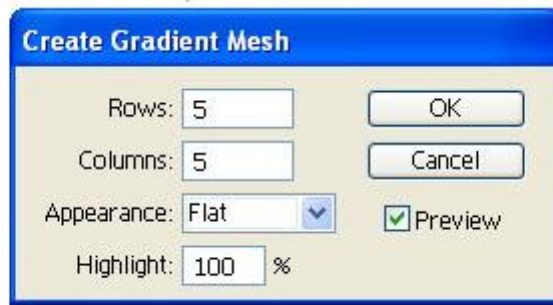 Create Gradient Mesh
Rows: 5
OK
Columns: 5
Cancel
Appearance: Flat
Preview
Highlight: 100 %